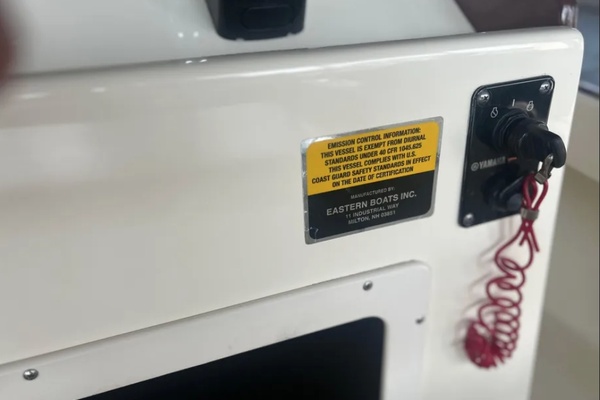 EMISSION CONTROL INFORMATION:
THIS VESSEL IS EXEMPT FROM DIURNAL
STANDARDS UNDER 40 CFR 1045.625
THIS VESSEL COMPLIES WITH U.S.
COAST GUARD SAFETY STANDARDS IN EFFECT
ON THE DATE OF CERTIFICATION
MANUFACTURED BY:
EASTERN BOATS INC.
11 INDUSTRIAL WAY
MILTON, NH 03851
YAMAHA